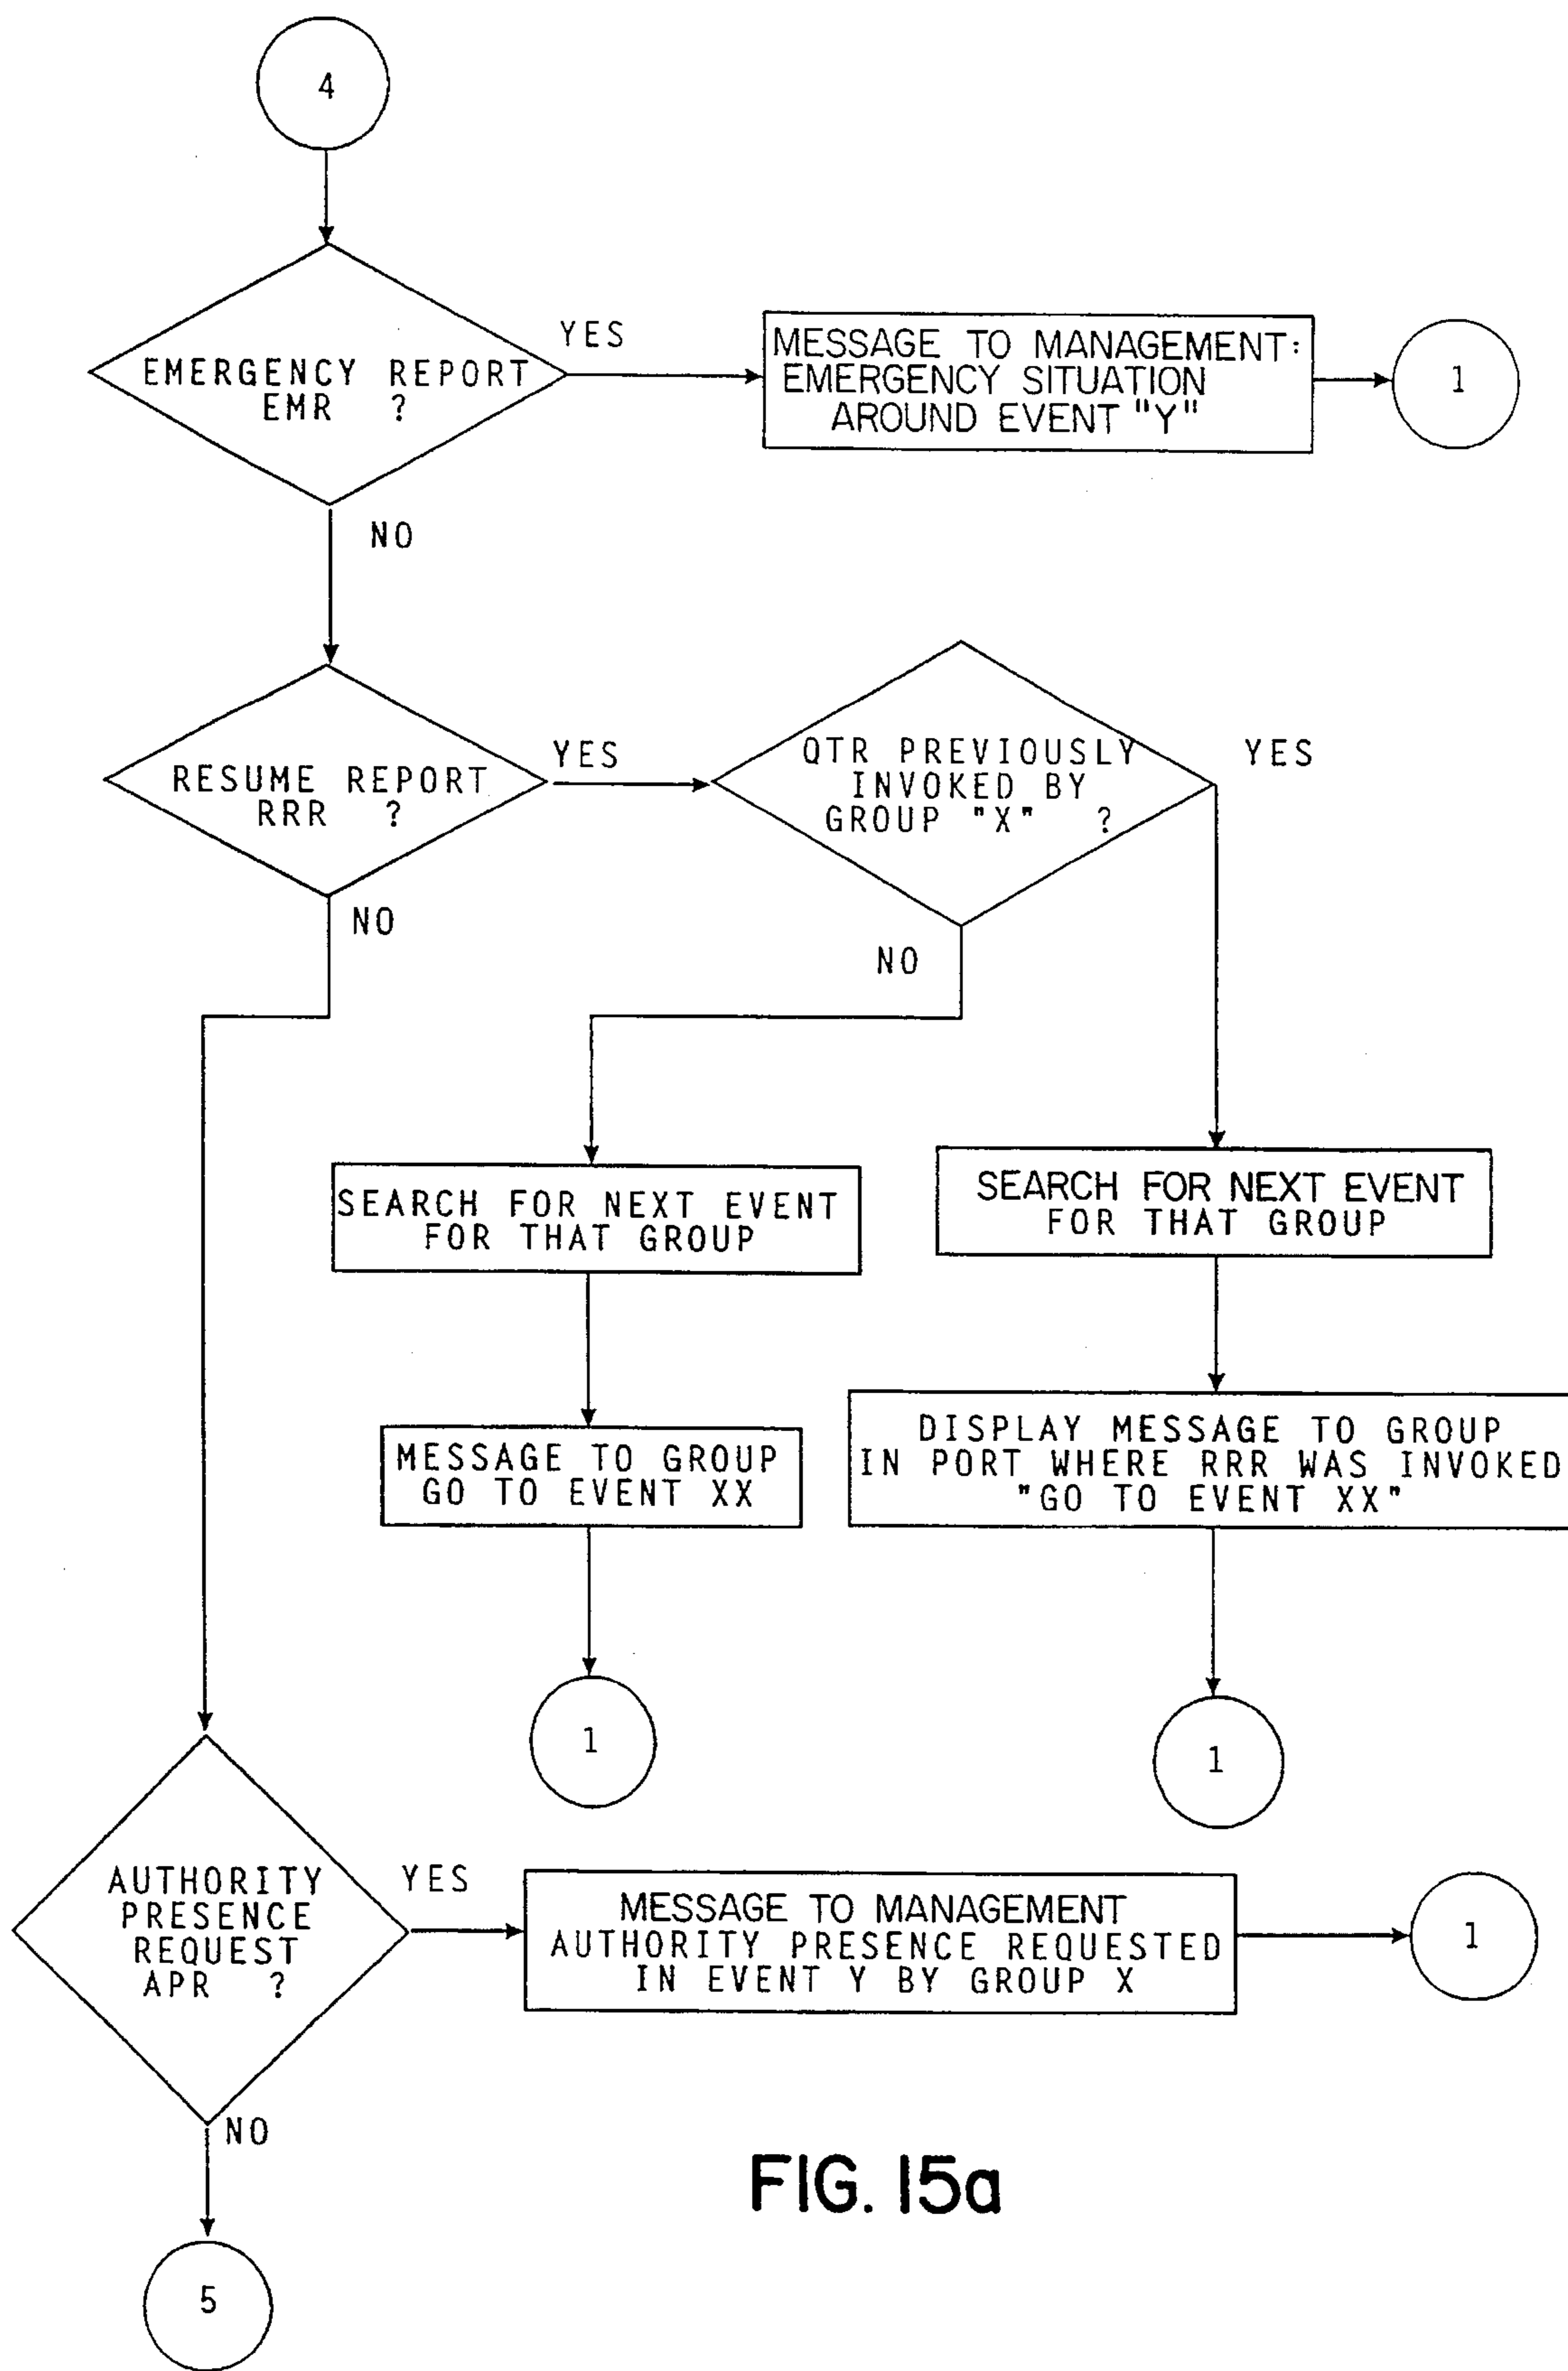 4
EMERGENCY REPORT
EMR ?
YES
MESSAGE TO MANAGEMENT:
EMERGENCY SITUATION
AROUND EVENT "Y"
1
NO
RESUME REPORT
RRR ?
YES
QTR PREVIOUSLY
INVOKED BY
GROUP "X" ?
YES
NO
NO
SEARCH FOR NEXT EVENT
FOR THAT GROUP
SEARCH FOR NEXT EVENT
FOR THAT GROUP
MESSAGE TO GROUP
GO TO EVENT XX
DISPLAY MESSAGE TO GROUP
IN PORT WHERE RRR WAS INVOKED
"GO TO EVENT XX"
1
1
AUTHORITY
PRESENCE
REQUEST
APR ?
YES
MESSAGE TO MANAGEMENT
AUTHORITY PRESENCE REQUESTED
IN EVENT Y BY GROUP X
1
NO
5
FIG. 15a